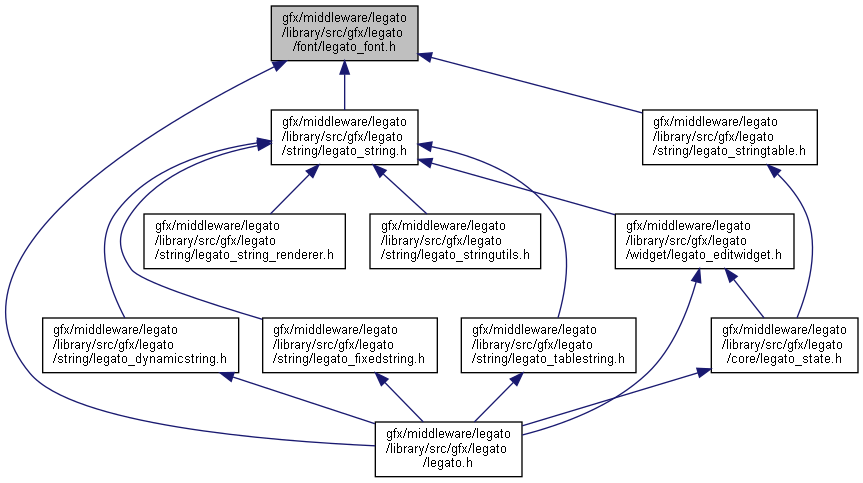 gfx/middleware/legato
/library/src/gfx/legato
/font/legato_font.h
gfx/middleware/legato
/library/src/gfx/legato
/string/legato_string.h
gfx/middleware/legato
/library/src/gfx/legato
/string/legato_stringtable.h
gfx/middleware/legato
/library/src/gfx/legato
/string/legato_string_renderer.h
gfx/middleware/legato
/library/src/gfx/legato
/string/legato_stringutils.h
gfx/middleware/legato
/library/src/gfx/legato
/widget/legato_editwidget.h
gfx/middleware/legato
/library/src/gfx/legato
/string/legato_dynamicstring.h
gfx/middleware/legato
/library/src/gfx/legato
/string/legato_fixedstring.h
gfx/middleware/legato
/library/src/gfx/legato
/string/legato_tablestring.h
gfx/middleware/legato
/library/src/gfx/legato
/core/legato_state.h
gfx/middleware/legato
/library/src/gfx/legato
/legato.h